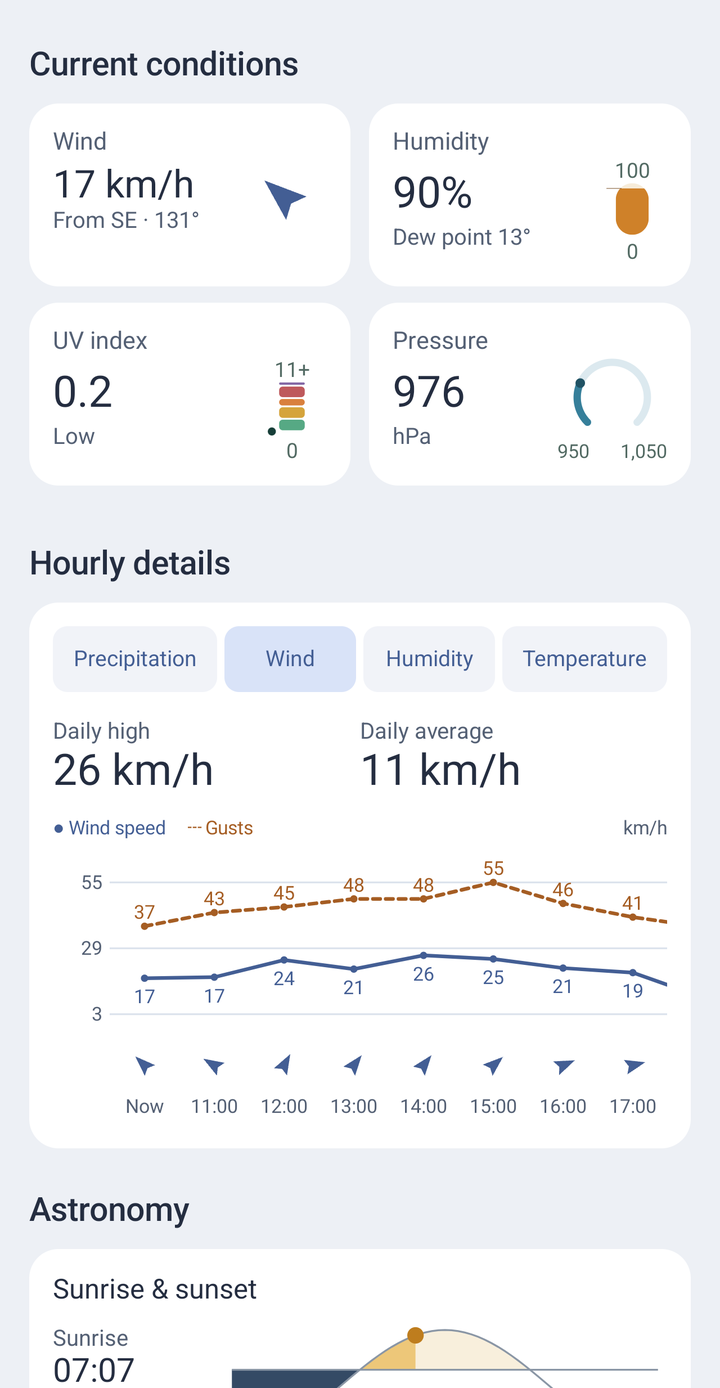 Current conditions
Wind
17 km/h
From SE · 131°
Humidity
90%
Dew point 13°
100
0
UV index
0.2
Low
11+
0
Pressure
976
hPa
950 1,050
Hourly details
Precipitation Wind Humidity Temperature
Daily high Daily average
26 km/h 11 km/h
Wind speed --- Gusts km/h
55
29
3
37 43 45 48 48 55 46 41
17 17 24 21 26 25 21 19
Now 11:00 12:00 13:00 14:00 15:00 16:00 17:00
Astronomy
Sunrise & sunset
Sunrise
07:07